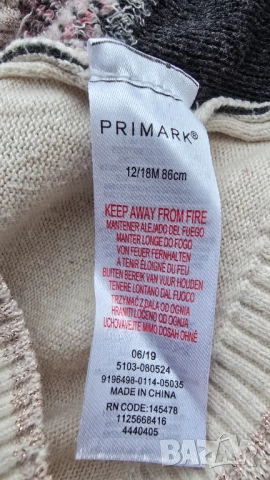 PRIMARK®
12/18M 86cm
KEEP AWAY FROM FIRE
MANTENER ALEJADO DEL FUEGO
MANTER LONGE DO FOGO
VON FEUER FERNHALTEN
A TENIR ÉLOIGNÉ DU FEU
BUITEN BEREIK VAN VUUR HOUDEN
TENERE LONTANO DAL FUOCO
TRZYMAĆ Z DALA OD OGNIA
HRANITI LOČENO OD OGNJA
UCHOVÁVEJTE MIMO DOSAH OHNĚ
06/19
5103-080524
9196498-0114-05035
MADE IN CHINA
RN CODE:145478
1125668416
4440405
BAZAR